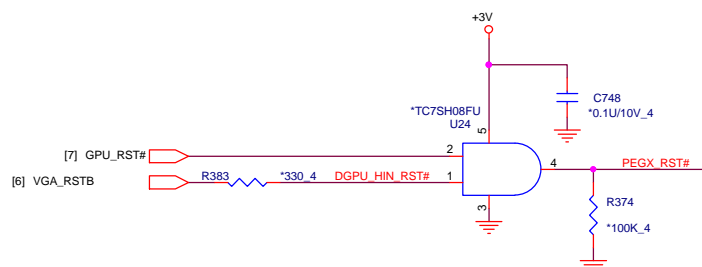 +3V
C748
*0.1U/10V_4
*TC7SH08FU
U24
5
[7] GPU_RST#
2
4
PEGX_RST#
[6] VGA_RSTB
R383
*330_4
DGPU_HIN_RST#
1
3
R374
*100K_4